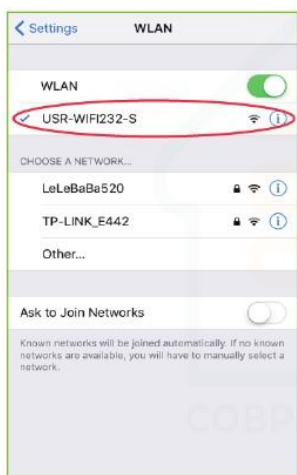 Settings
WLAN
WLAN
USR-WIFI232-S
CHOOSE A NETWORK...
LeLeBaBa520
TP-LINK_E442
Other...
Ask to Join Networks
Known networks will be joined automatically. If no known
networks are available, you will have to manually select a
network.
COBP